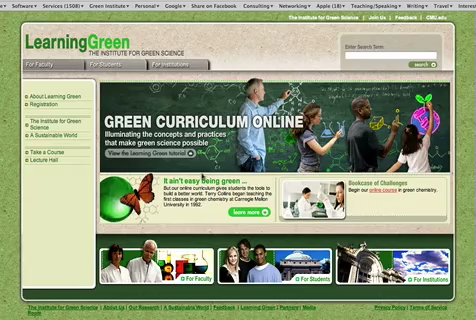 Software▾ Services (1508)▾ Green Institute▾ Personal▾ Google▾ Share on Facebook Consulting▾ Networking▾ Apple (18)▾ Teaching/Speaking▾ Writing▾ Travel▾
The Institute for Green Science | Join Us | Feedback | CMU.edu
LearningGreen
THE INSTITUTE FOR GREEN SCIENCE
Enter Search Term
search
For Faculty For Students For Institutions
About Learning Green
Registration
The Institute for Green
Science
A Sustainable World
Take a Course
Lecture Hall
GREEN CURRICULUM ONLINE
Illuminating the concepts and practices
that make green science possible
View the Learning Green tutorial
It ain't easy being green ...
But our online curriculum gives students the tools to
build a better world. Terry Collins began teaching the
first classes in green chemistry at Carnegie Mellon
University in 1992.
learn more
Bookcase of Challenges
Begin our online course in green chemistry.
For Faculty
For Students
For Institutions
The Institute for Green Science | About Us | Our Research | A Sustainable World | Feedback | Learning Green | Partners | Media
Privacy Policy | Terms of Service